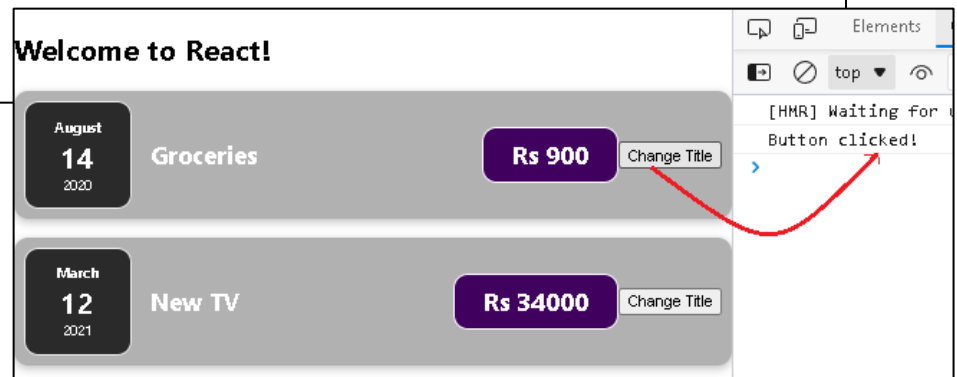 Welcome to React!
August
14
2020
Groceries
Rs 900
Change Title
March
12
2021
New TV
Rs 34000
Change Title
Elements
top
[HMR] Waiting for
Button clicked!